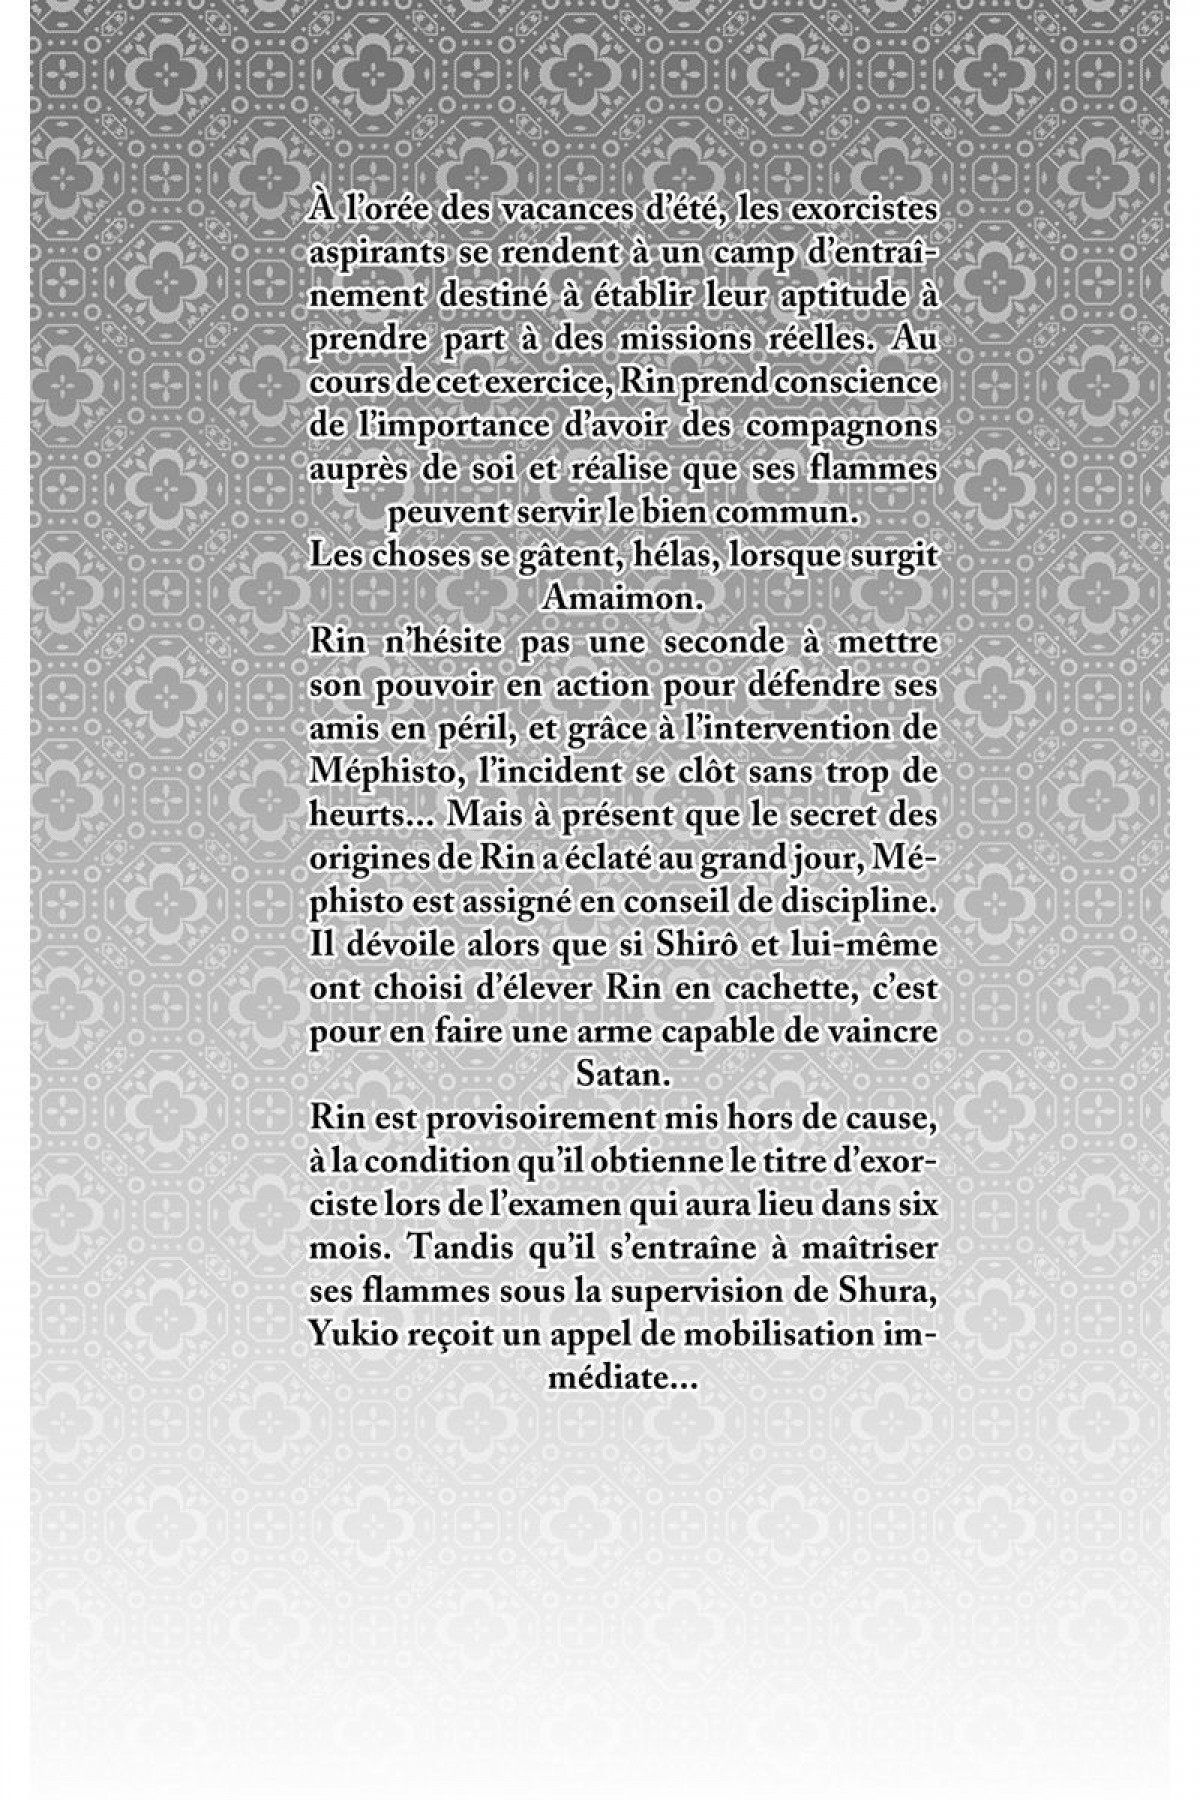 À l’orée des vacances d’été, les exorcistes
aspirants se rendent à un camp d’entraî-
nement destiné à établir leur aptitude à
prendre part à des missions réelles. Au
cours de cet exercice, Rin prend conscience
de l’importance d’avoir des compagnons
auprès de soi et réalise que ses flammes
peuvent servir le bien commun.
Les choses se gâtent, hélas, lorsque surgit
Amaimon.
Rin n’hésite pas une seconde à mettre
son pouvoir en action pour défendre ses
amis en péril, et grâce à l’intervention de
Méphisto, l’incident se clôt sans trop de
heurts... Mais à présent que le secret des
origines de Rin a éclaté au grand jour, Mé-
phisto est assigné en conseil de discipline.
Il dévoile alors que si Shirô et lui-même
ont choisi d’élever Rin en cachette, c’est
pour en faire une arme capable de vaincre
Satan.
Rin est provisoirement mis hors de cause,
à la condition qu’il obtienne le titre d’exor-
ciste lors de l’examen qui aura lieu dans six
mois. Tandis qu’il s’entraîne à maîtriser
ses flammes sous la supervision de Shura,
Yukio reçoit un appel de mobilisation im-
médiate...